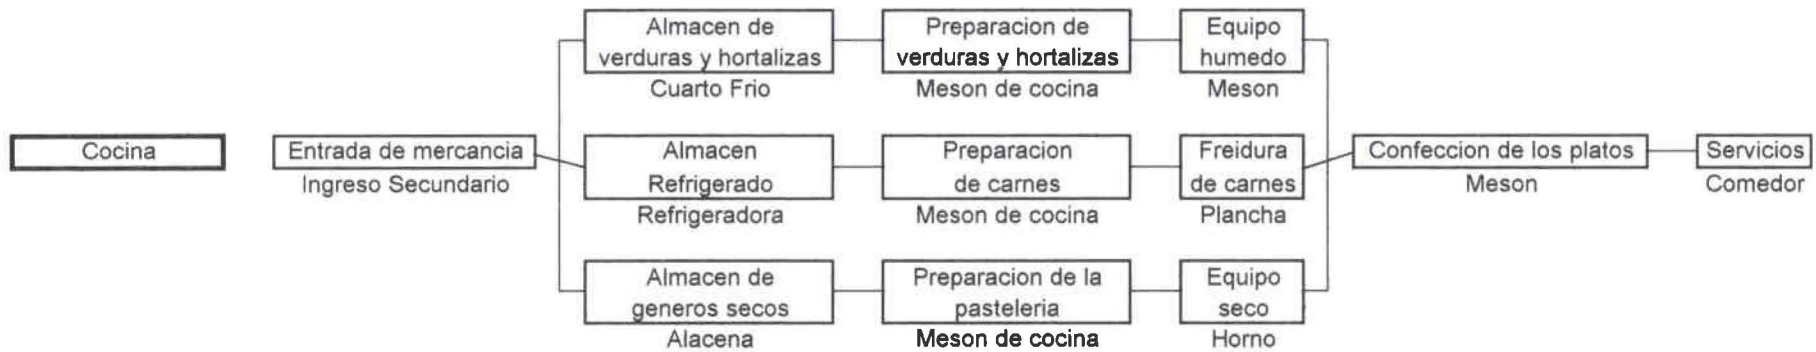 Cocina
Entrada de mercancia
Ingreso Secundario
Almacen de
verduras y hortalizas
Cuarto Frio
Preparacion de
verduras y hortalizas
Meson de cocina
Equipo
humedo
Meson
Almacen
Refrigerado
Refrigeradora
Preparacion
de carnes
Meson de cocina
Freidura
de carnes
Plancha
Almacen de
generos secos
Alacena
Preparacion de la
pasteleria
Meson de cocina
Equipo
seco
Horno
Confeccion de los platos
Meson
Servicios
Comedor